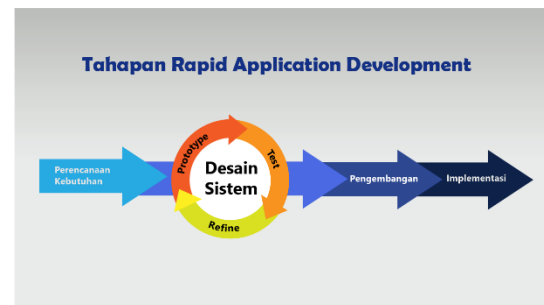 Tahapan Rapid Application Development
Perencanaan
Kebutuhan
Prototype
Test
Desain
Sistem
Refine
Pengembangan
Implementasi